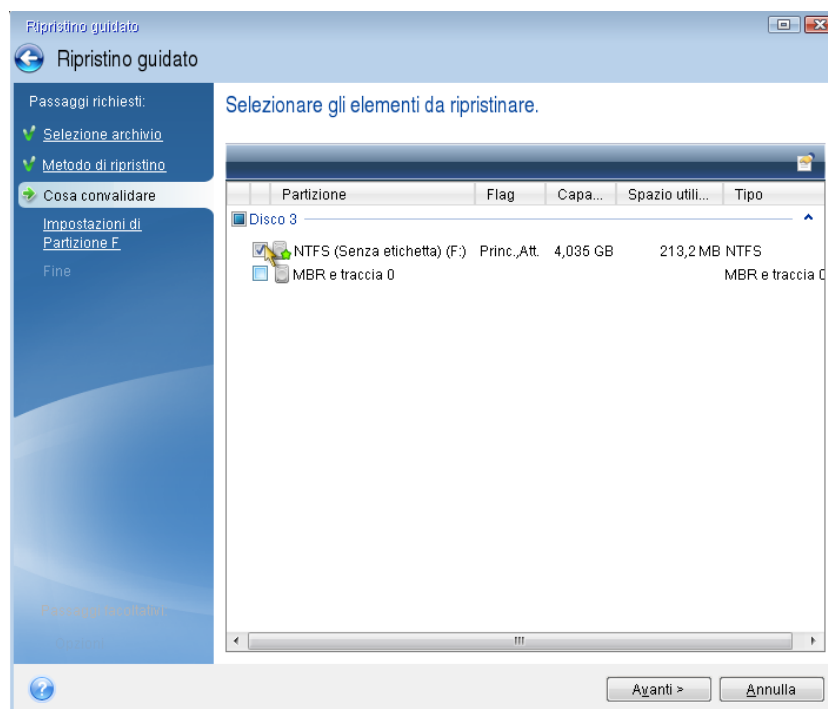 Ripristino guidato
Ripristino guidato
Passaggi richiesti:
Selezione archivio
Metodo di ripristino
Cosa convalidare
Impostazioni di
Partizione F
Fine
Selezionare gli elementi da ripristinare.
Partizione Flag Capa... Spazio utili... Tipo
Disco 3
NTFS (Senza etichetta) (F:) Princ.,Att. 4,035 GB 213,2 MB NTFS
MBR e traccia 0 MBR e traccia 0
Avanti >
Annulla